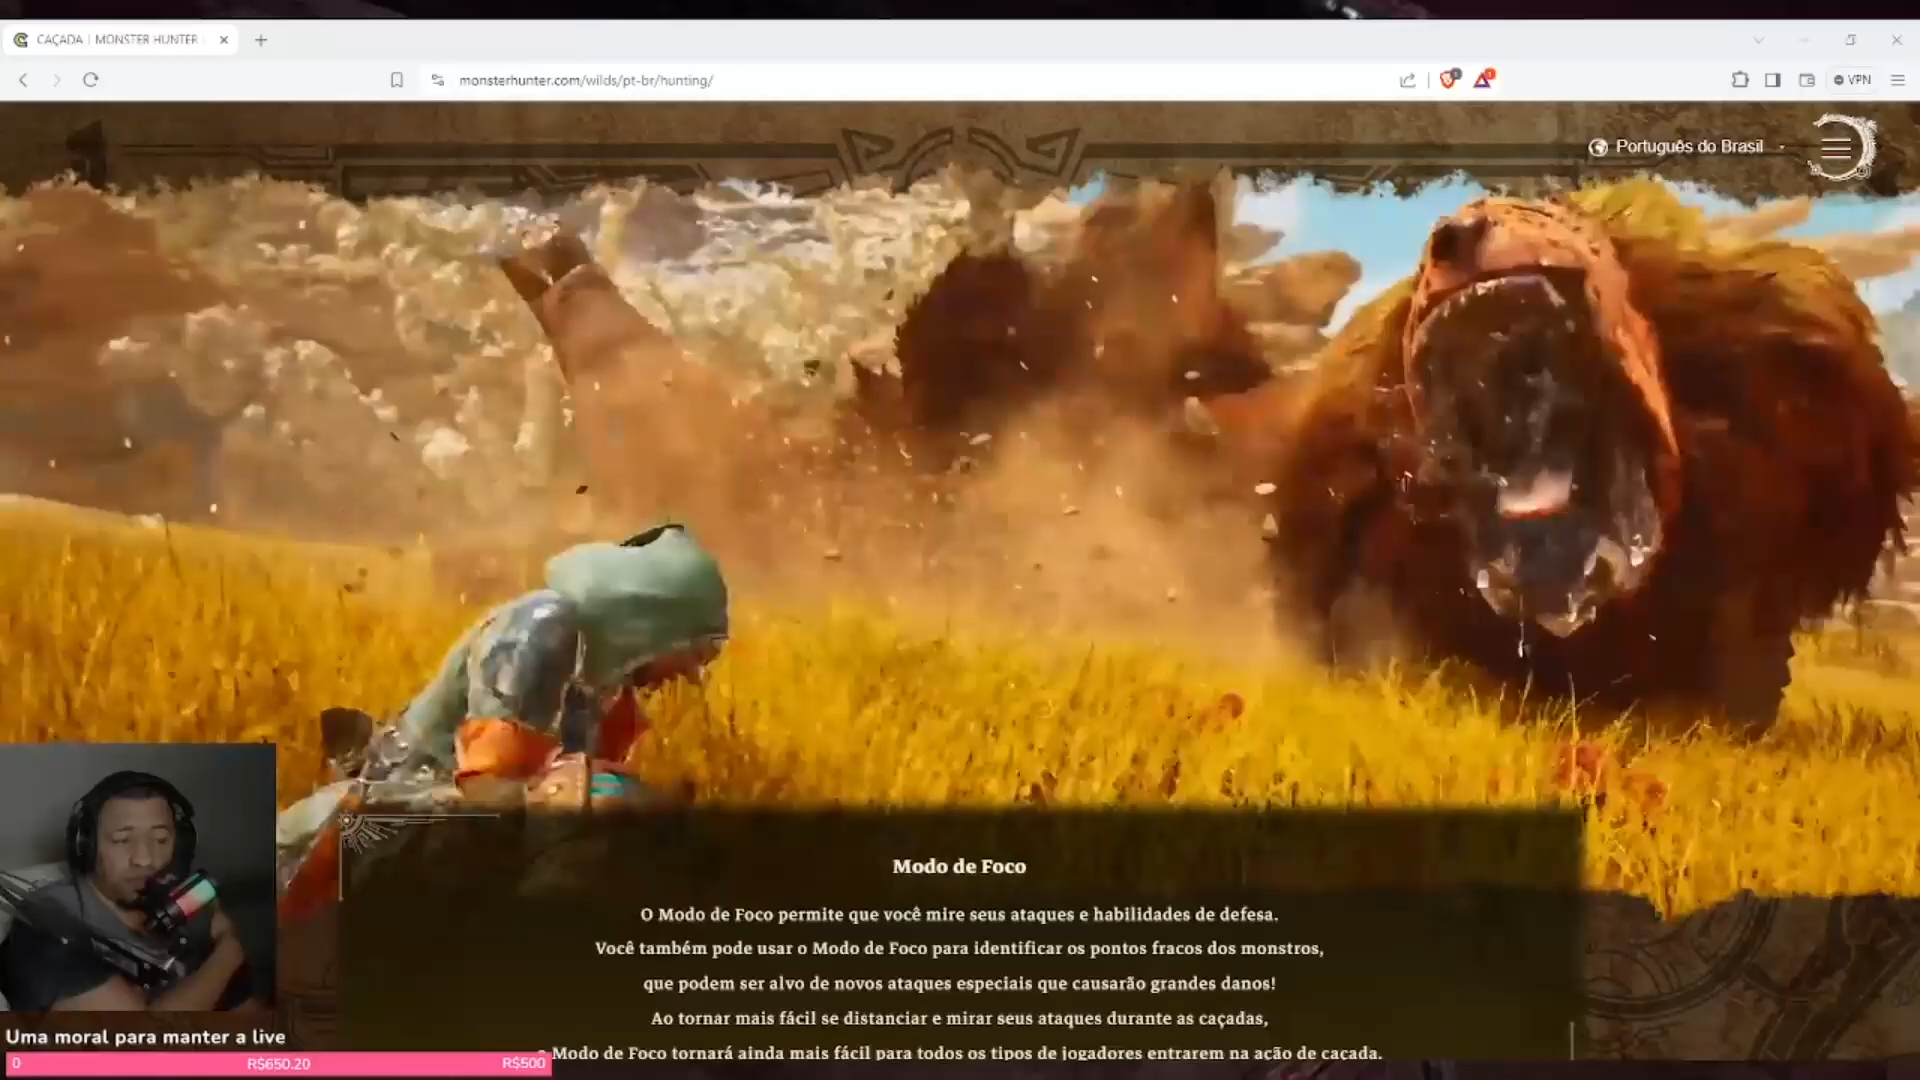 CAÇADA | MONSTER HUNTER
monsterhunter.com/wilds/pt-br/hunting/
VPN
Português do Brasil
Modo de Foco
O Modo de Foco permite que você mire seus ataques e habilidades de defesa.
Você também pode usar o Modo de Foco para identificar os pontos fracos dos monstros,
que podem ser alvo de novos ataques especiais que causarão grandes danos!
Ao tornar mais fácil se distanciar e mirar seus ataques durante as caçadas,
o Modo de Foco tornará ainda mais fácil para todos os tipos de jogadores entrarem na ação de caçada.
Uma moral para manter a live
0 R$650.20 R$500